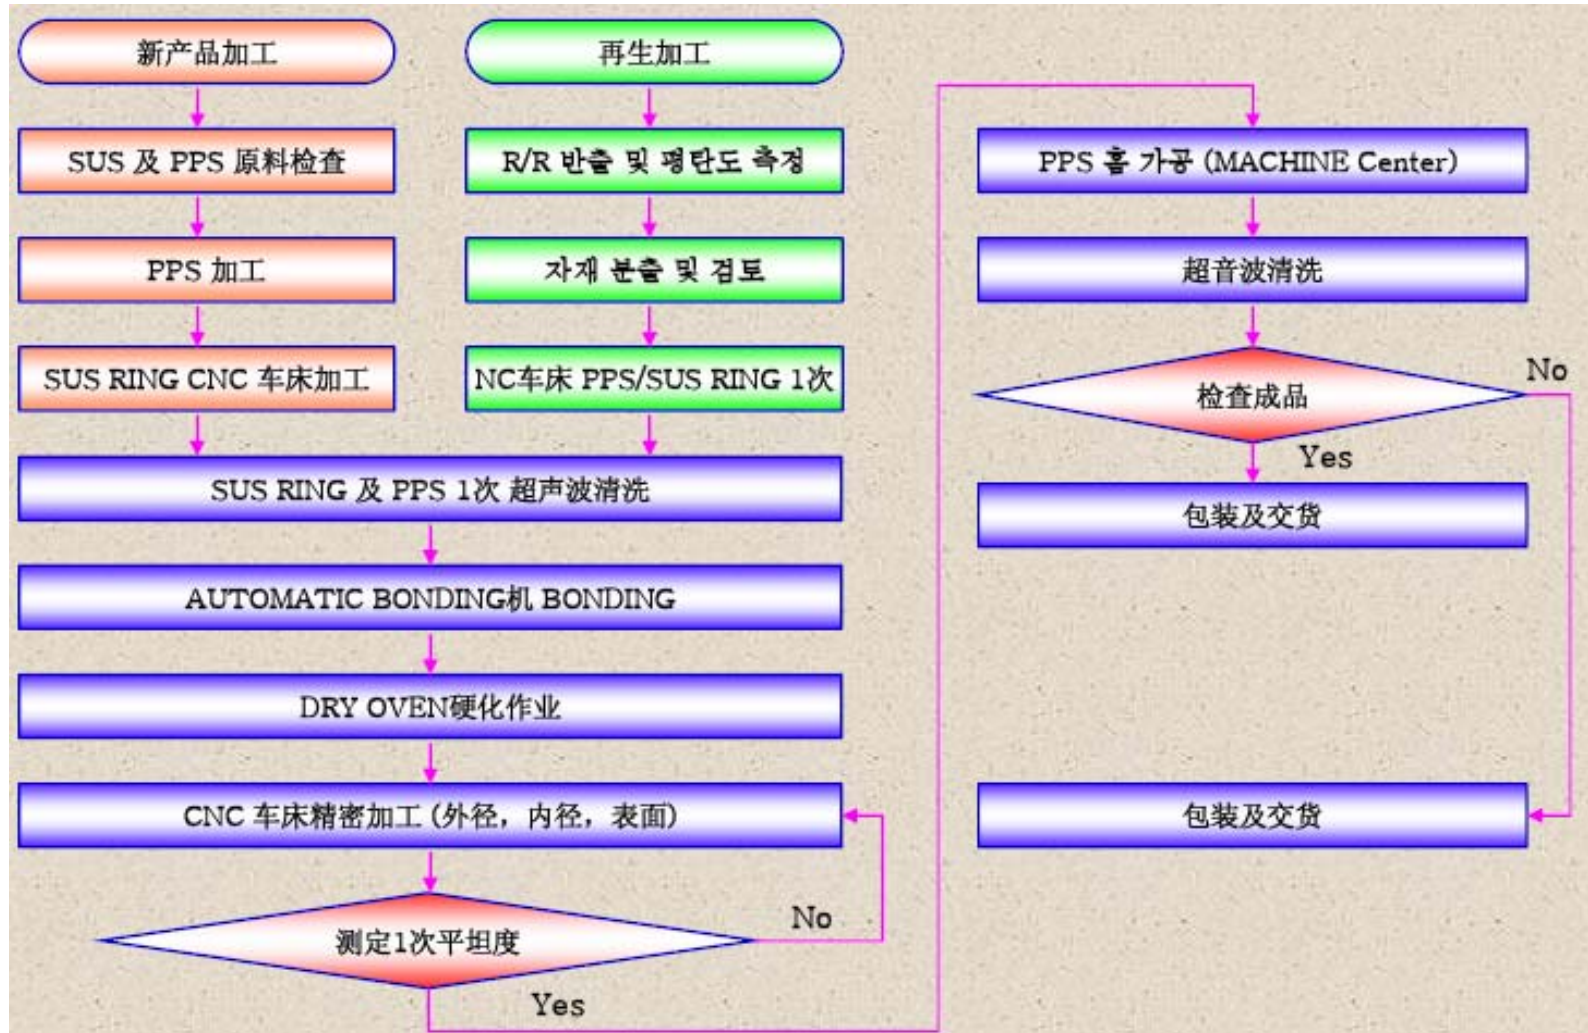 新产品加工
SUS 及 PPS 原料检查
PPS 加工
SUS RING CNC 车床加工
再生加工
R/R 반출 및 평탄도 측정
자재 분출 및 검토
NC车床 PPS/SUS RING 1次
SUS RING 及 PPS 1次 超声波清洗
AUTOMATIC BONDING机 BONDING
DRY OVEN硬化作业
CNC 车床精密加工 (外径，内径，表面)
测定1次平坦度
No
Yes
PPS 홈 가공 (MACHINE Center)
超音波清洗
检查成品
No
Yes
包装及交货
包装及交货